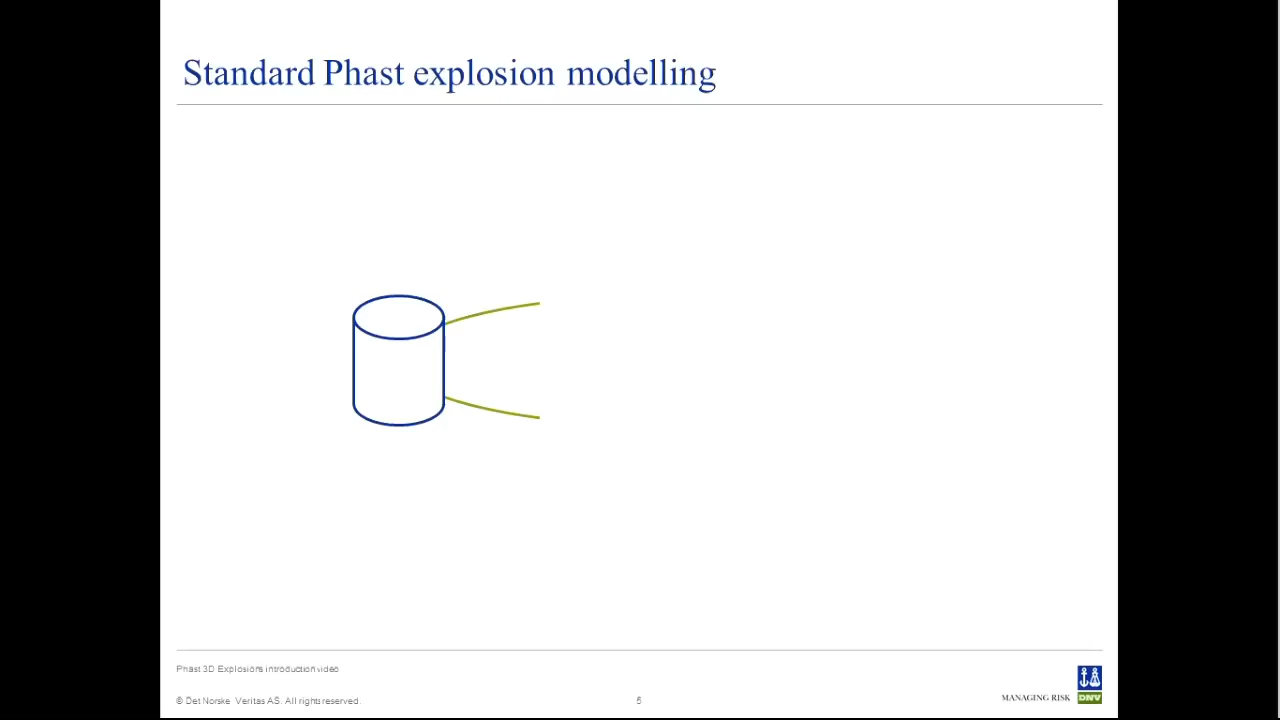 Standard Phast explosion modelling
Phast 3D Explosions introduction video
© Det Norske Veritas AS. All rights reserved.
5
MANAGING RISK
DNV